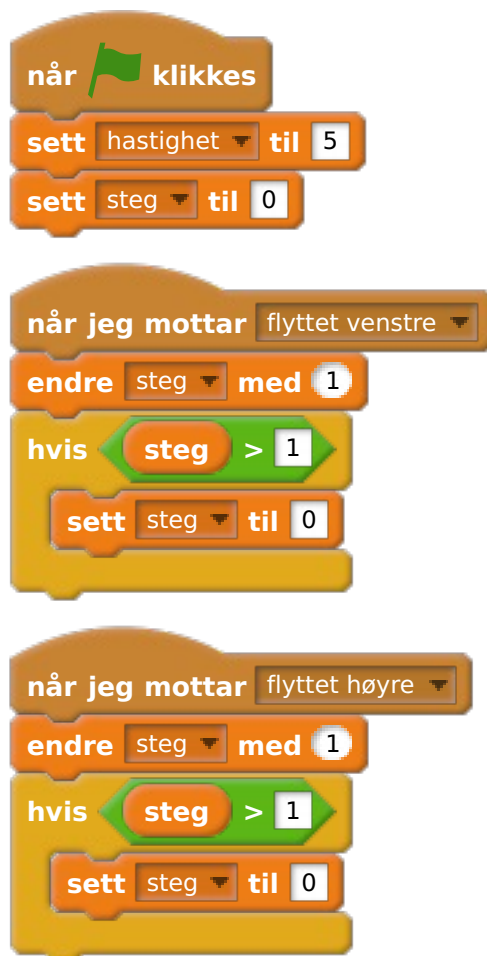 når klikkes
sett hastighet til 5
sett steg til 0
når jeg mottar flyttet venstre
endre steg med 1
hvis steg > 1
sett steg til 0
når jeg mottar flyttet høyre
endre steg med 1
hvis steg > 1
sett steg til 0